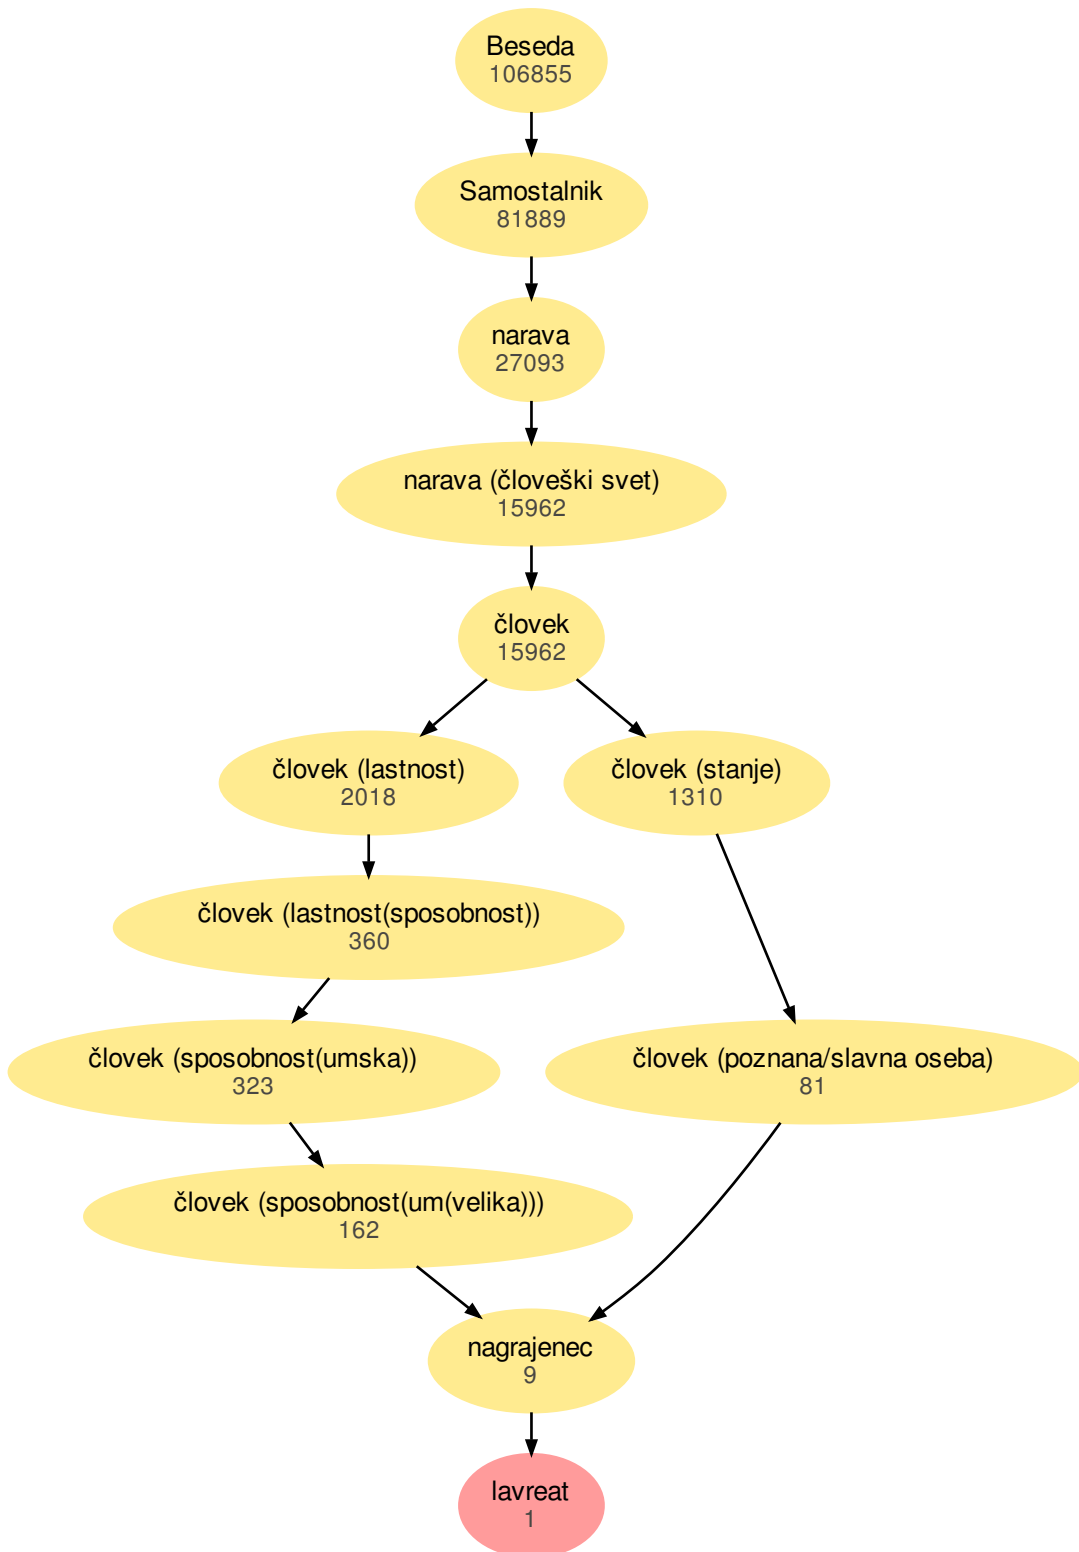 Beseda
106855
Samostalnik
81889
narava
27093
narava (človeški svet)
15962
človek
15962
človek (lastnost)
2018
človek (stanje)
1310
človek (lastnost(sposobnost))
360
človek (sposobnost(umska))
323
človek (poznana/slavna oseba)
81
človek (sposobnost(um(velika)))
162
nagrajenec
9
lavreat
1